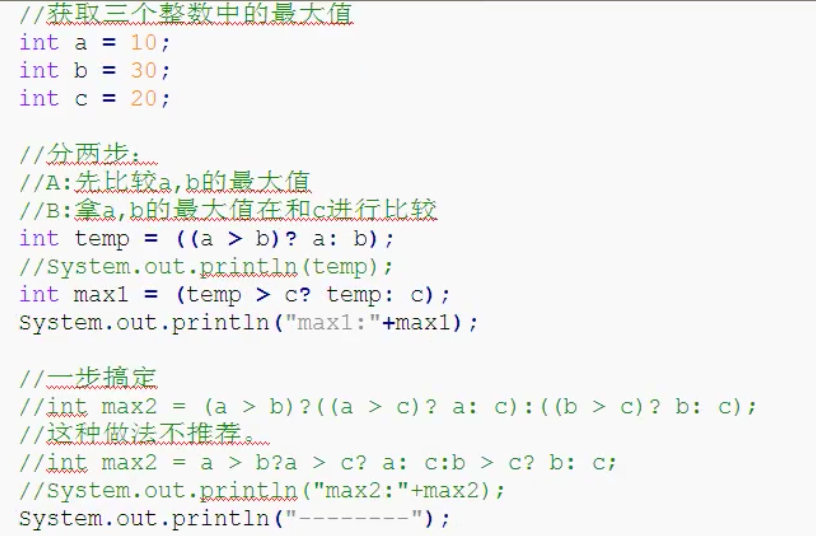 //获取三个整数中的最大值
int a = 10;
int b = 30;
int c = 20;
//分两步：
//A:先比较a,b的最大值
//B:拿a,b的最大值在和c进行比较
int temp = ((a > b)? a: b);
//System.out.println(temp);
int max1 = (temp > c? temp: c);
System.out.println("max1:"+max1);
//一步搞定
//int max2 = (a > b)?((a > c)? a: c):((b > c)? b: c);
//这种做法不推荐。
//int max2 = a > b?a > c? a: c:b > c? b: c;
//System.out.println("max2:"+max2);
System.out.println("--------");